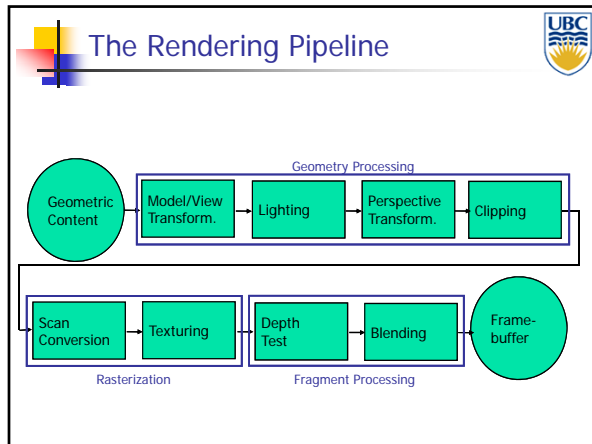 The Rendering Pipeline
UBC
Geometry Processing
Geometric
Content
Model/View
Transform.
Lighting
Perspective
Transform.
Clipping
Scan
Conversion
Texturing
Depth
Test
Blending
Frame-
buffer
Rasterization
Fragment Processing